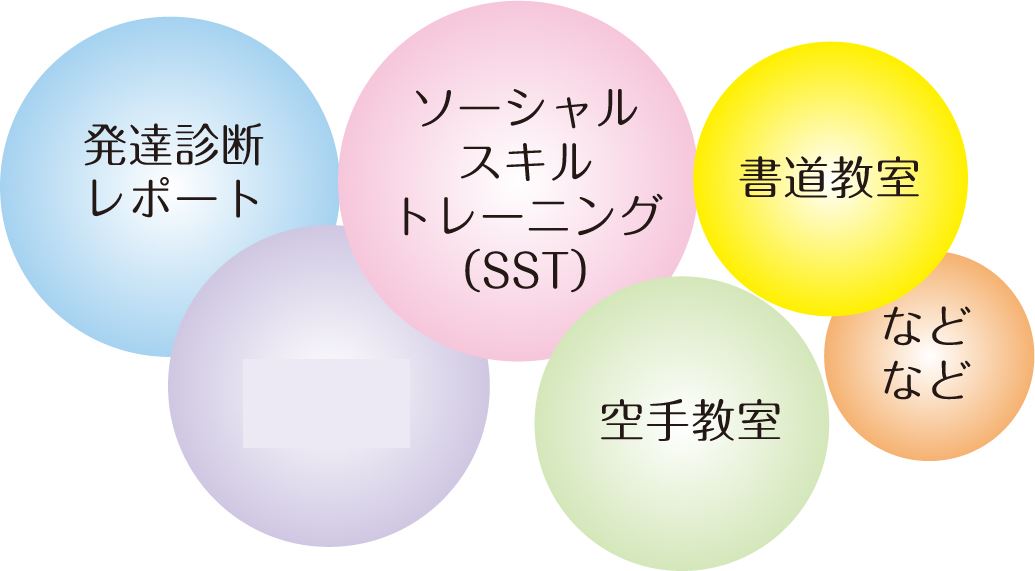 発達診断
レポート
ソーシャル
スキル
トレーニング
(SST)
書道教室
空手教室
など
など